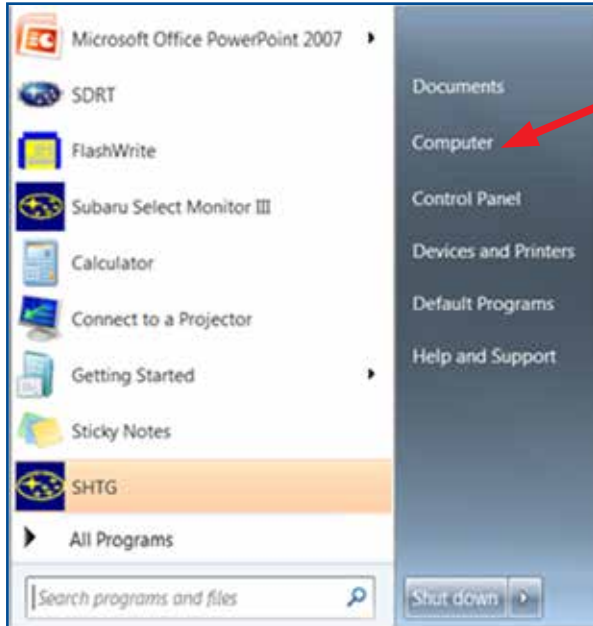 Microsoft Office PowerPoint 2007
SDRT
FlashWrite
Subaru Select Monitor III
Calculator
Connect to a Projector
Getting Started
Sticky Notes
SHTG
All Programs
Search programs and files
Documents
Computer
Control Panel
Devices and Printers
Default Programs
Help and Support
Shut down